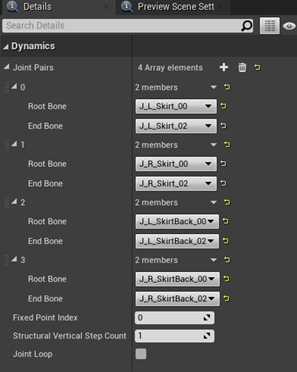 Details
Preview Scene Sett
Search Details
Dynamics
Joint Pairs 4 Array elements
0 2 members
Root Bone J_L_Skirt_00
End Bone J_L_Skirt_02
1 2 members
Root Bone J_R_Skirt_00
End Bone J_R_Skirt_02
2 2 members
Root Bone J_L_SkirtBack_00
End Bone J_L_SkirtBack_02
3 2 members
Root Bone J_R_SkirtBack_00
End Bone J_R_SkirtBack_02
Fixed Point Index 0
Structural Vertical Step Count 1
Joint Loop